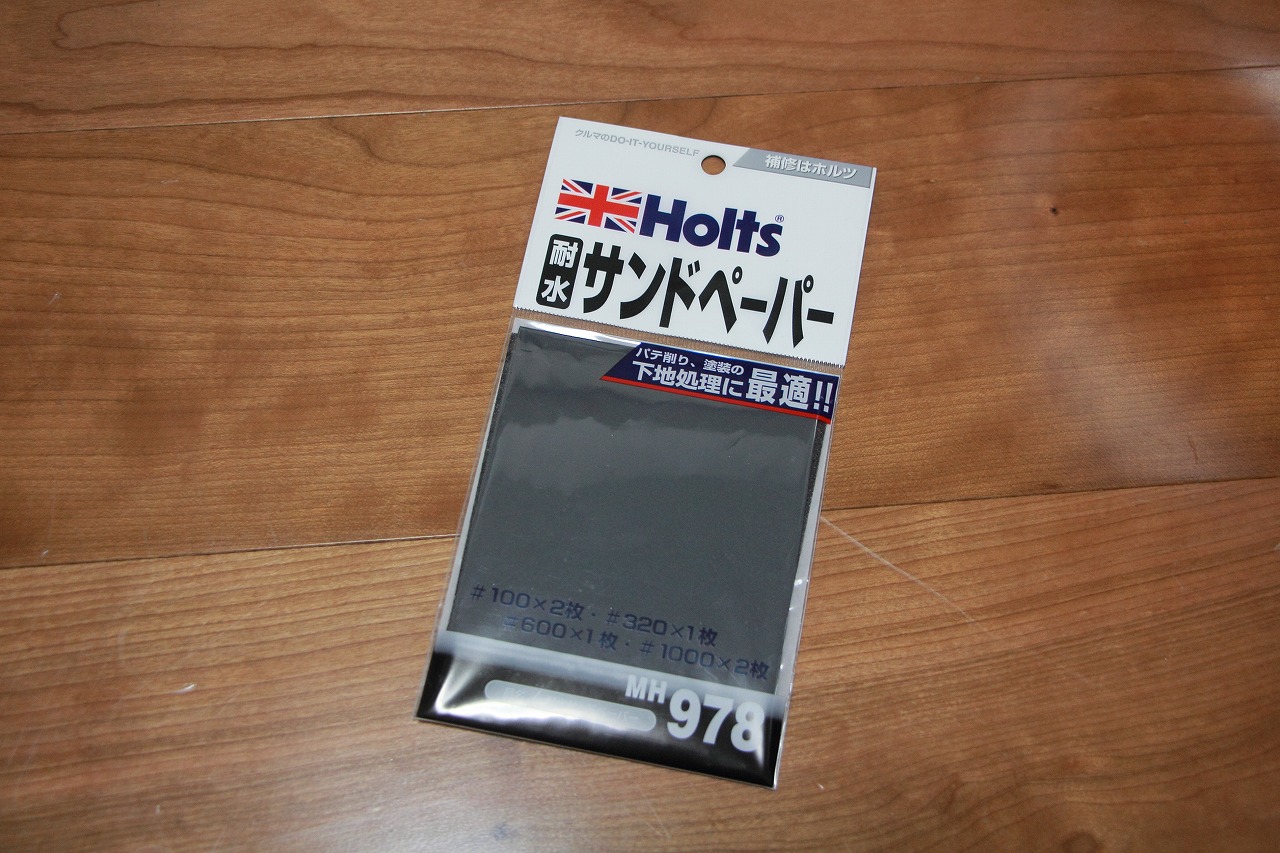 クルマのDO-IT-YOURSELF
補修はホルツ
Holts®
耐水 サンドペーパー
パテ削り、塗装の
下地処理に最適!!
#100×2枚・#320×1枚
#600×1枚・#1000×2枚
MH978